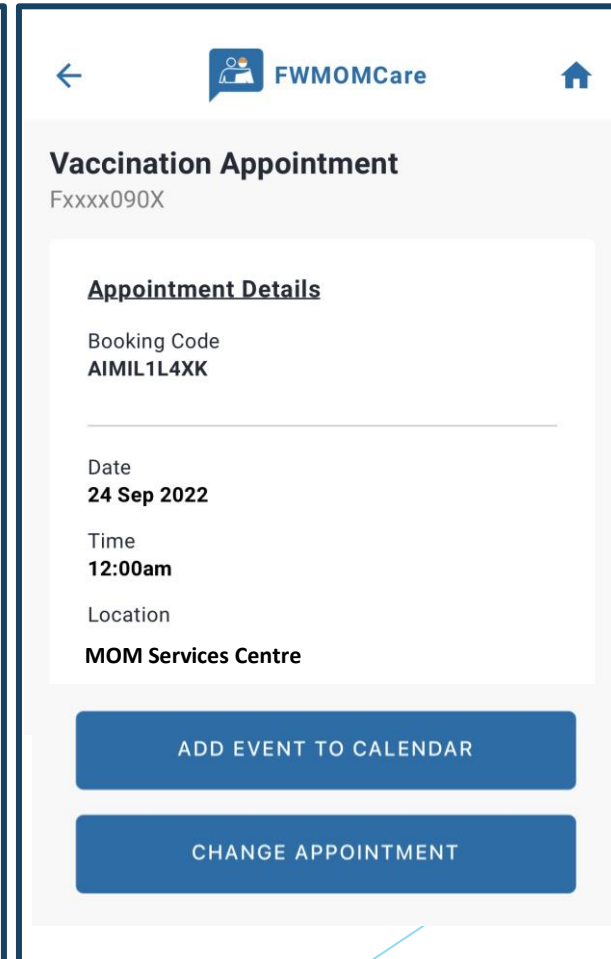 FWMOMCare
Vaccination Appointment
Fxxxx090X
Appointment Details
Booking Code
AIMIL1L4XK
Date
24 Sep 2022
Time
12:00am
Location
MOM Services Centre
ADD EVENT TO CALENDAR
CHANGE APPOINTMENT